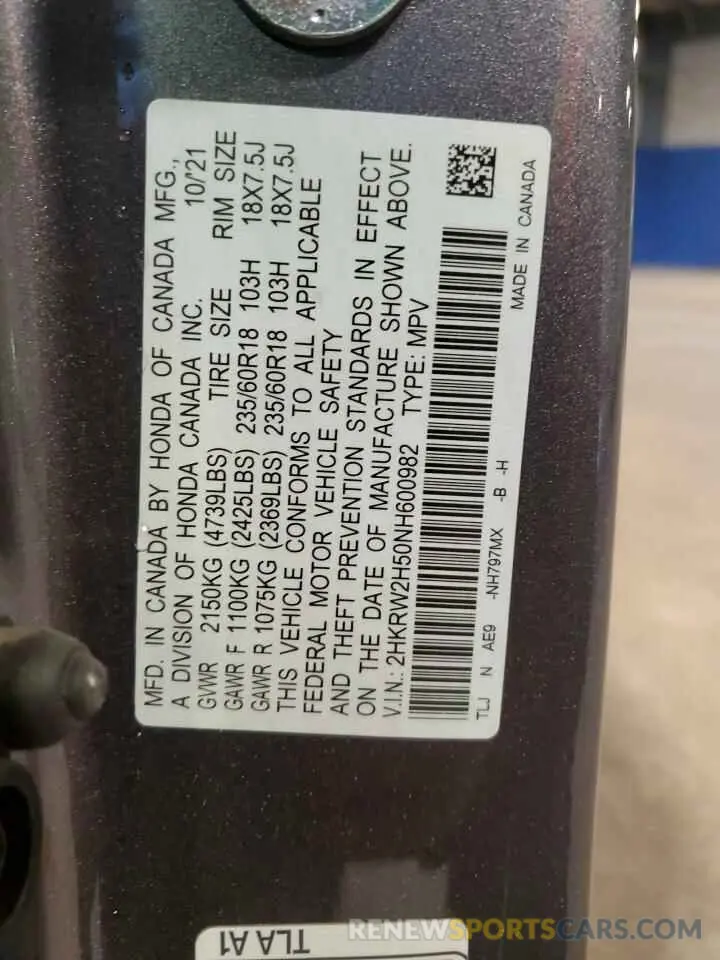 MFD. IN CANADA BY HONDA OF CANADA MFG.,
A DIVISION OF HONDA CANADA INC. 10/21
GVWR 2150KG (4739LBS) TIRE SIZE RIM SIZE
GAWR F 1100KG (2425LBS) 235/60R18 103H 18X7.5J
GAWR R 1075KG (2369LBS) 235/60R18 103H 18X7.5J
THIS VEHICLE CONFORMS TO ALL APPLICABLE
FEDERAL MOTOR VEHICLE SAFETY
AND THEFT PREVENTION STANDARDS IN EFFECT
ON THE DATE OF MANUFACTURE SHOWN ABOVE.
V.I.N.: 2HKRW2H50NH600982 TYPE: MPV
TLJ N AE9 -NH797MX -B -H
MADE IN CANADA
TLA A1
RENEWSPORTSCARS.COM